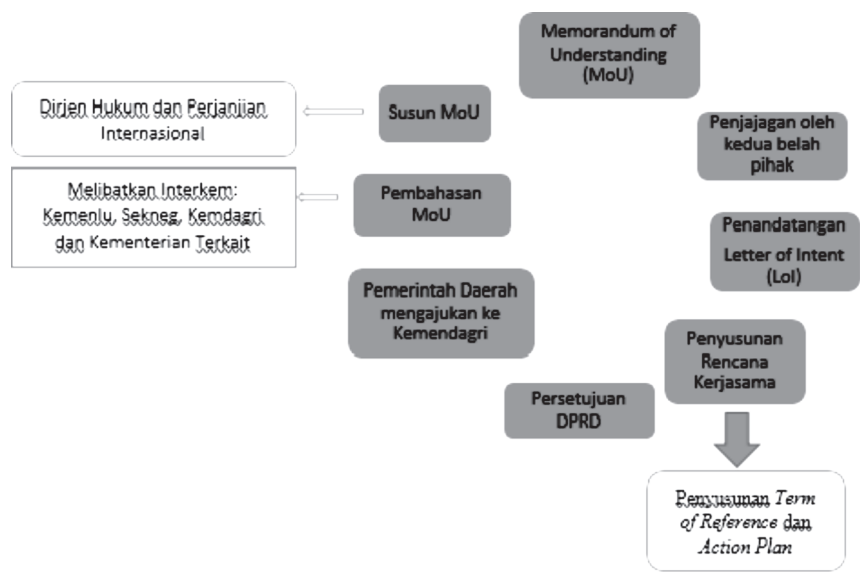 Memorandum of
Understanding
(MoU)
Penjajagan oleh
kedua belah
pihak
Penandatangan
Letter of Intent
(LoI)
Penyusunan
Rencana
Kerjasama
Penyusunan Term
of Reference dan
Action Plan
Persetujuan
DPRD
Pemerintah Daerah
mengajukan ke
Kemendagri
Pembahasan
MoU
Melibatkan Interkem:
Kemenlu, Sekneg, Kemdagri
dan Kementerian Terkait
Susun MoU
Dirjen Hukum dan Perjanjian
Internasional